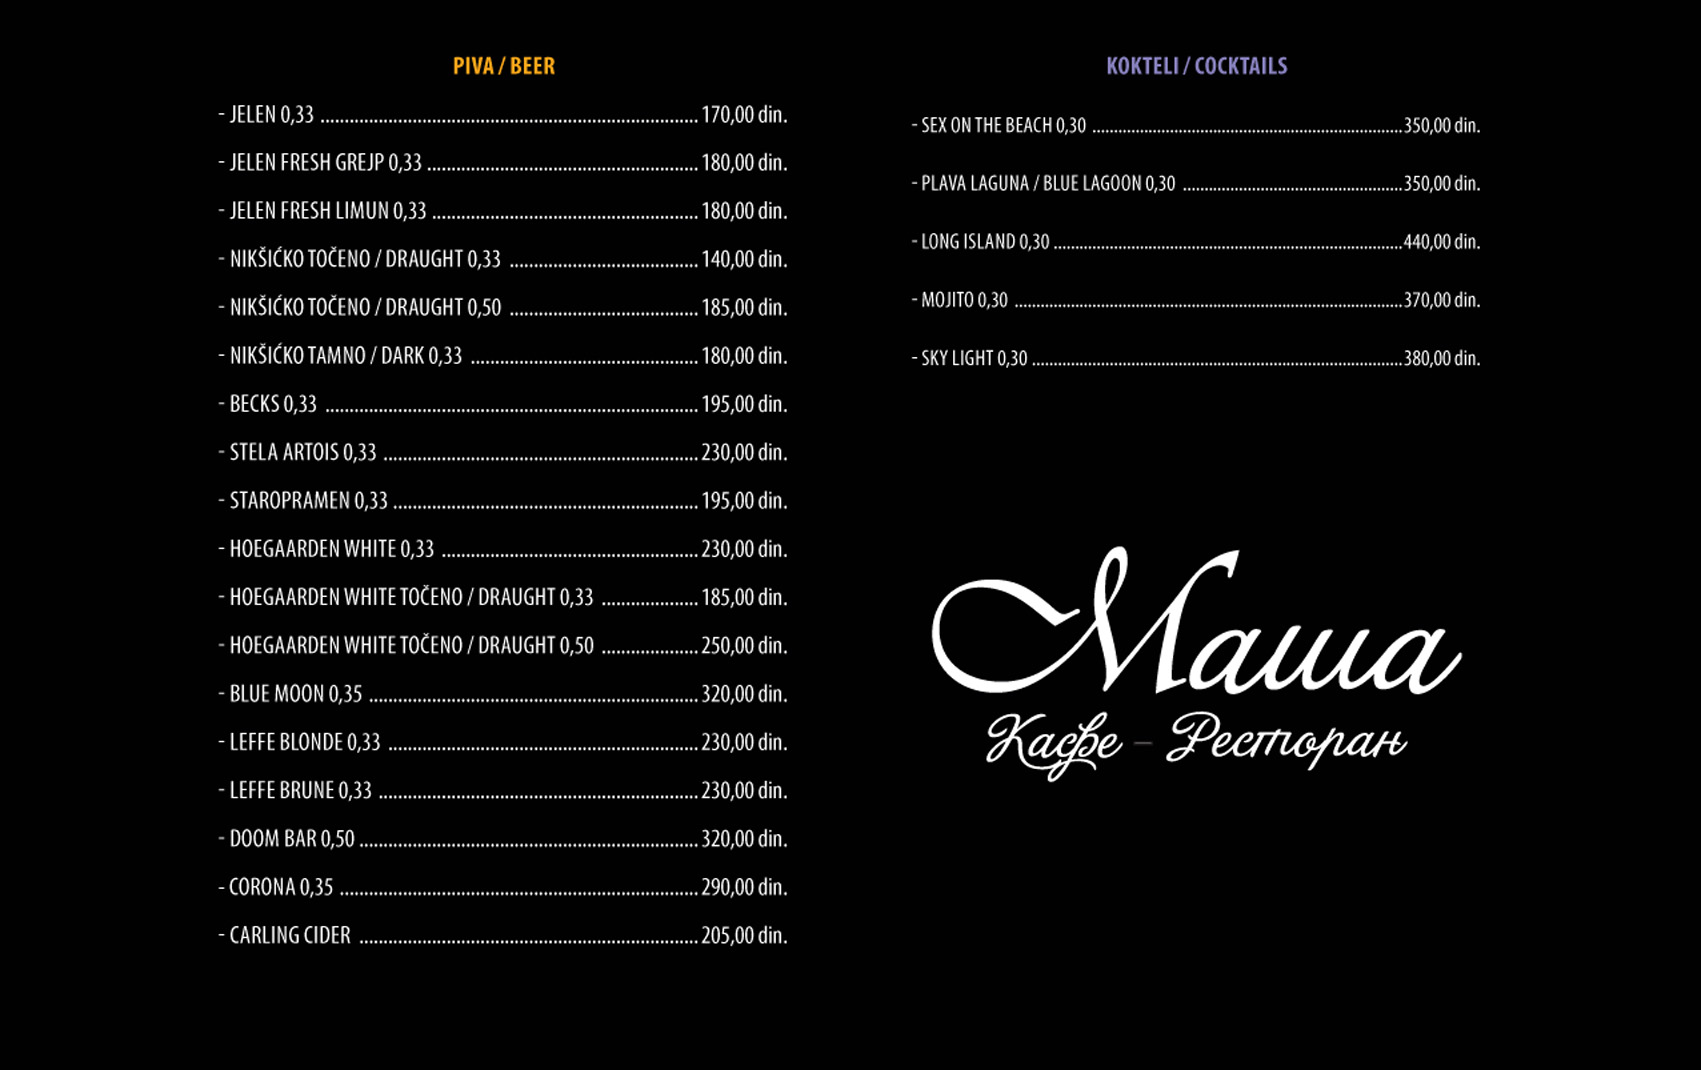 PIVA / BEER
- JELEN 0,33 ........ 170,00 din.
- JELEN FRESH GREJP 0,33 ........ 180,00 din.
- JELEN FRESH LIMUN 0,33 ........ 180,00 din.
- NIKŠIĆKO TOČENO / DRAUGHT 0,33 ........ 140,00 din.
- NIKŠIĆKO TOČENO / DRAUGHT 0,50 ........ 185,00 din.
- NIKŠIĆKO TAMNO / DARK 0,33 ........ 180,00 din.
- BECKS 0,33 ........ 195,00 din.
- STELA ARTOIS 0,33 ........ 230,00 din.
- STAROPRAMEN 0,33 ........ 195,00 din.
- HOEGAARDEN WHITE 0,33 ........ 230,00 din.
- HOEGAARDEN WHITE TOČENO / DRAUGHT 0,33 ........ 185,00 din.
- HOEGAARDEN WHITE TOČENO / DRAUGHT 0,50 ........ 250,00 din.
- BLUE MOON 0,35 ........ 320,00 din.
- LEFFE BLONDE 0,33 ........ 230,00 din.
- LEFFE BRUNE 0,33 ........ 230,00 din.
- DOOM BAR 0,50 ........ 320,00 din.
- CORONA 0,35 ........ 290,00 din.
- CARLING CIDER ........ 205,00 din.
KOKTELI / COCKTAILS
- SEX ON THE BEACH 0,30 ........ 350,00 din.
- PLAVA LAGUNA / BLUE LAGOON 0,30 ........ 350,00 din.
- LONG ISLAND 0,30 ........ 440,00 din.
- MOJITO 0,30 ........ 370,00 din.
- SKY LIGHT 0,30 ........ 380,00 din.
Маша
Кафе – Ресторан